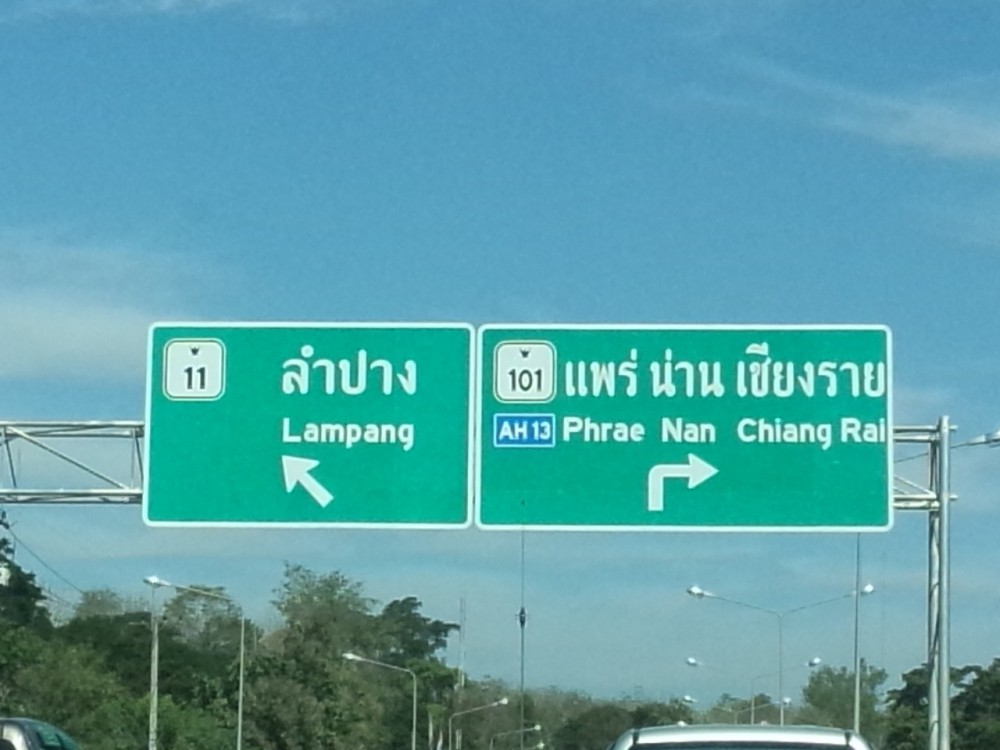 11
ลำปาง
Lampang
101 แพร่ น่าน เชียงราย
AH 13 Phrae Nan Chiang Rai